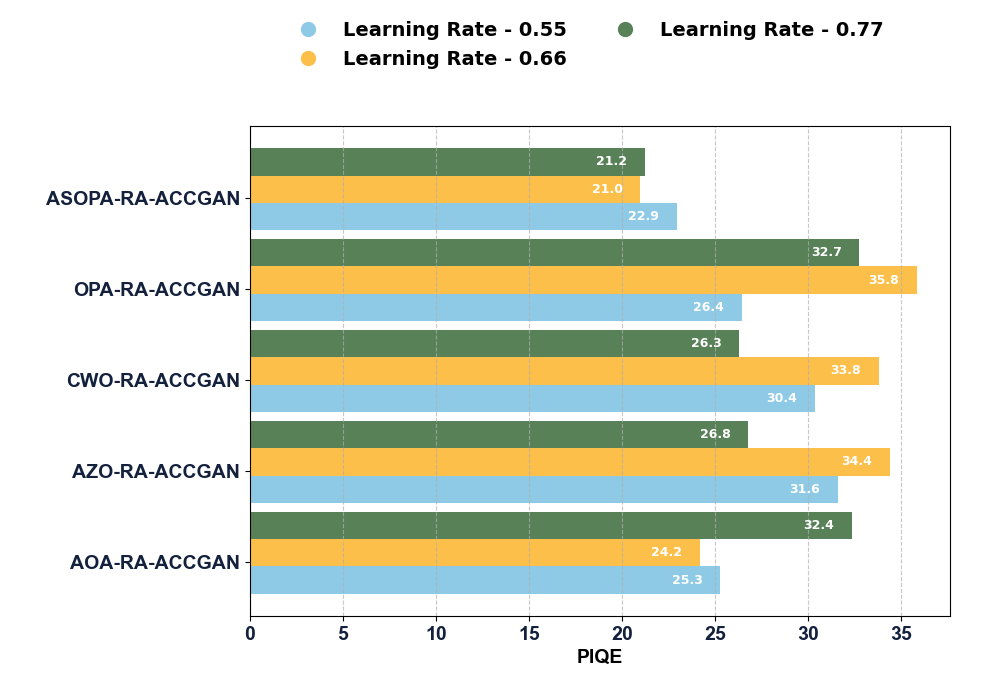 Learning Rate - 0.55
Learning Rate - 0.66
Learning Rate - 0.77
ASOPA-RA-ACCGAN
21.2
21.0
22.9
OPA-RA-ACCGAN
32.7
35.8
26.4
CWO-RA-ACCGAN
26.3
33.8
30.4
AZO-RA-ACCGAN
26.8
34.4
31.6
AOA-RA-ACCGAN
32.4
24.2
25.3
0 5 10 15 20 25 30 35
PIQE